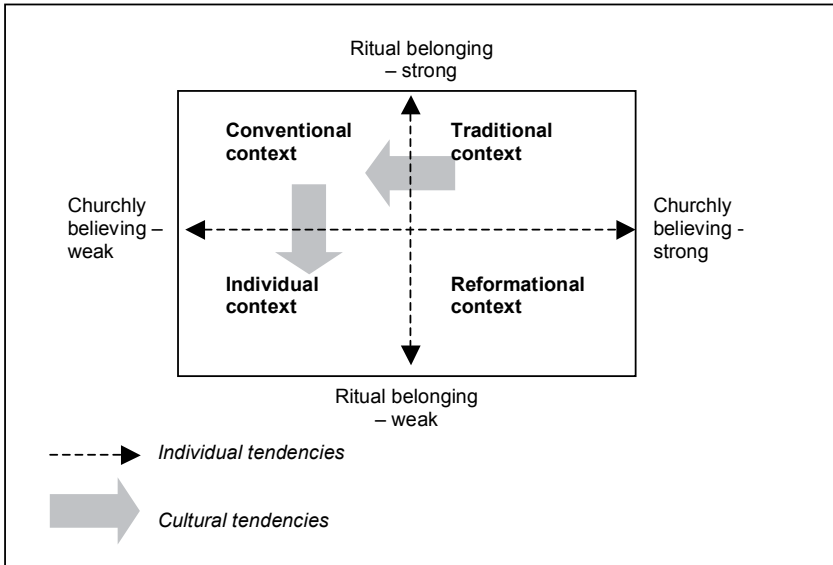 Ritual belonging
– strong
Conventional
context
Traditional
context
Churchly
believing –
weak
Churchly
believing -
strong
Individual
context
Reformational
context
Ritual belonging
– weak
Individual tendencies
Cultural tendencies